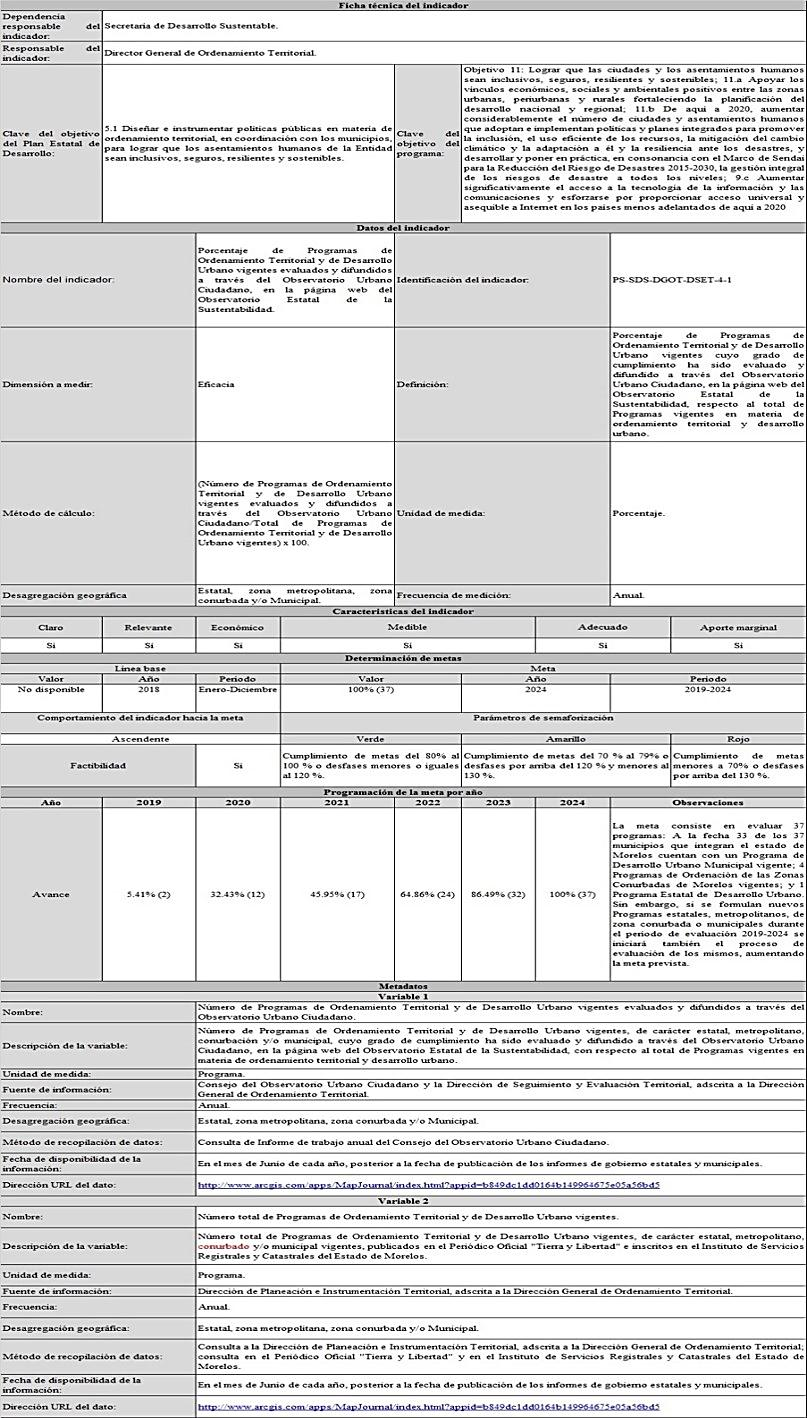 Ficha técnica del indicador
Dependencia
responsable del
indicador:
Secretaría de Desarrollo Sustentable.
Responsable del
indicador:
Director General de Ordenamiento Territorial.
Clave del objetivo
del Plan Estatal de
Desarrollo:
5.1 Diseñar e instrumentar políticas públicas en materia de
ordenamiento territorial, en coordinación con los municipios,
para lograr que los asentamientos humanos de la Entidad
sean inclusivos, seguros, resilientes y sostenibles.
Clave del
objetivo del
programa:
Objetivo 11: Lograr que las ciudades y los asentamientos humanos
sean inclusivos, seguros, resilientes y sostenibles; 11.a Apoyar los
vínculos económicos, sociales y ambientales positivos entre las zonas
urbanas, periurbanas y rurales fortaleciendo la planificación del
desarrollo nacional y regional; 11.b De aquí a 2020, aumentar
considerablemente el número de ciudades y asentamientos humanos
que adoptan e implementan políticas y planes integrados para promover
la inclusión, el uso eficiente de los recursos, la mitigación del cambio
climático y la adaptación a él y la resiliencia ante los desastres, y
desarrollar y poner en práctica, en consonancia con el Marco de Sendai
para la Reducción del Riesgo de Desastres 2015-2030, la gestión integral
de los riesgos de desastre a todos los niveles; 9.c Aumentar
significativamente el acceso a la tecnología de la información y las
comunicaciones y esforzarse por proporcionar acceso universal y
asequible a Internet en los países menos adelantados de aquí a 2020
Datos del indicador
Nombre del indicador:
Porcentaje de Programas de
Ordenamiento Territorial y de Desarrollo
Urbano vigentes evaluados y difundidos
a través del Observatorio Urbano
Ciudadano, en la página web del
Observatorio Estatal de la
Sustentabilidad.
Identificación del indicador:
PS-SDS-DGOT-DSET-4-1
Dimensión a medir:
Eficacia
Definición:
Porcentaje de Programas de
Ordenamiento Territorial y de Desarrollo
Urbano vigentes cuyo grado de
cumplimiento ha sido evaluado y
difundido a través del Observatorio
Urbano Ciudadano, en la página web del
Observatorio Estatal de la
Sustentabilidad, respecto al total de
Programas vigentes en materia de
ordenamiento territorial y desarrollo
urbano.
Método de cálculo:
(Número de Programas de Ordenamiento
Territorial y de Desarrollo Urbano
vigentes evaluados y difundidos a
través del Observatorio Urbano
Ciudadano/Total de Programas de
Ordenamiento Territorial y de Desarrollo
Urbano vigentes) x 100.
Unidad de medida:
Porcentaje.
Desagregación geográfica
Estatal, zona metropolitana, zona
conurbada y/o Municipal.
Frecuencia de medición:
Anual.
Características del indicador
Claro Relevante Económico Medible Adecuado Aporte marginal
Sí Sí Sí Sí Sí Sí
Determinación de metas
Línea base Meta
Valor Año Período Valor Año Periodo
No disponible 2018 Enero-Diciembre 100% (37) 2024 2019-2024
Comportamiento del indicador hacia la meta Parámetros de semaforización
Ascendente Verde Amarillo Rojo
Factibilidad Sí
Cumplimiento de metas del 80% al
100 % o desfases menores o iguales
al 120 %.
Cumplimiento de metas del 70 % al 79% o
desfases por arriba del 120 % y menores al
130 %.
Cumplimiento de metas
menores a 70% o desfases
por arriba del 130 %.
Programación de la meta por año
Año 2019 2020 2021 2022 2023 2024 Observaciones
Avance 5.41% (2) 32.43% (12) 45.95% (17) 64.86% (24) 86.49% (32) 100% (37)
La meta consiste en evaluar 37
programas: A la fecha 33 de los 37
municipios que integran el estado de
Morelos cuentan con un Programa de
Desarrollo Urbano Municipal vigente; 4
Programas de Ordenación de las Zonas
Conurbadas de Morelos vigentes; y 1
Programa Estatal de Desarrollo Urbano.
Sin embargo, si se formulan nuevos
Programas estatales, metropolitanos, de
zona conurbada o municipales durante
el período de evaluación 2019-2024 se
iniciará también el proceso de
evaluación de los mismos, aumentando
la meta prevista.
Metadatos
Variable 1
Nombre:
Número de Programas de Ordenamiento Territorial y de Desarrollo Urbano vigentes evaluados y difundidos a través del
Observatorio Urbano Ciudadano.
Descripción de la variable:
Número de Programas de Ordenamiento Territorial y de Desarrollo Urbano vigentes, de carácter estatal, metropolitano,
conurbación y/o municipal, cuyo grado de cumplimiento ha sido evaluado y difundido a través del Observatorio Urbano
Ciudadano, en la página web del Observatorio Estatal de la Sustentabilidad, con respecto al total de Programas vigentes en
materia de ordenamiento territorial y desarrollo urbano.
Unidad de medida:
Programa.
Fuente de información:
Consejo del Observatorio Urbano Ciudadano y la Dirección de Seguimiento y Evaluación Territorial, adscrita a la Dirección
General de Ordenamiento Territorial.
Frecuencia:
Anual.
Desagregación geográfica:
Estatal, zona metropolitana, zona conurbada y/o Municipal.
Método de recopilación de datos:
Consulta de Informe de trabajo anual del Consejo del Observatorio Urbano Ciudadano.
Fecha de disponibilidad de la
información:
En el mes de Junio de cada año, posterior a la fecha de publicación de los informes de gobierno estatales y municipales.
Dirección URL del dato:
http://www.arcgis.com/apps/MapJournal/index.html?appid=b849dc1dd0164b149964675e05a56bd5
Variable 2
Nombre:
Número total de Programas de Ordenamiento Territorial y de Desarrollo Urbano vigentes.
Descripción de la variable:
Número total de Programas de Ordenamiento Territorial y de Desarrollo Urbano vigentes, de carácter estatal, metropolitano,
conurbado y/o municipal vigentes, publicados en el Periódico Oficial "Tierra y Libertad" e inscritos en el Instituto de Servicios
Registrales y Catastrales del Estado de Morelos.
Unidad de medida:
Programa.
Fuente de información:
Dirección de Planeación e Instrumentación Territorial, adscrita a la Dirección General de Ordenamiento Territorial.
Frecuencia:
Anual.
Desagregación geográfica:
Estatal, zona metropolitana, zona conurbada y/o Municipal.
Método de recopilación de datos:
Consulta a la Dirección de Planeación e Instrumentación Territorial, adscrita a la Dirección General de Ordenamiento Territorial;
consulta en el Periódico Oficial "Tierra y Libertad" y en el Instituto de Servicios Registrales y Catastrales del Estado de
Morelos.
Fecha de disponibilidad de la
información:
En el mes de Junio de cada año, posterior a la fecha de publicación de los informes de gobierno estatales y municipales.
Dirección URL del dato:
http://www.arcgis.com/apps/MapJournal/index.html?appid=b849dc1dd0164b149964675e05a56bd5